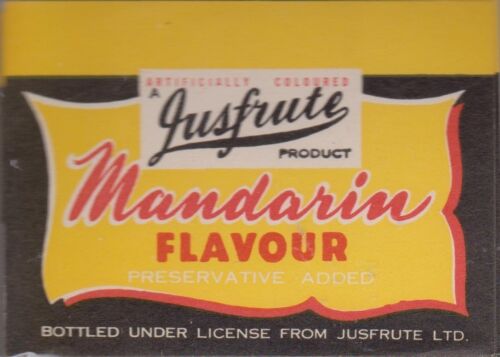 ARTIFICIALLY COLOURED
A
Jusfrute
PRODUCT
Mandarin
FLAVOUR
PRESERVATIVE ADDED
BOTTLED UNDER LICENSE FROM JUSFRUTE LTD.